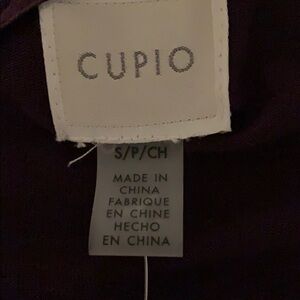 CUPIO
S/P/CH
MADE IN
CHINA
FABRIQUE
EN CHINE
HECHO
EN CHINA